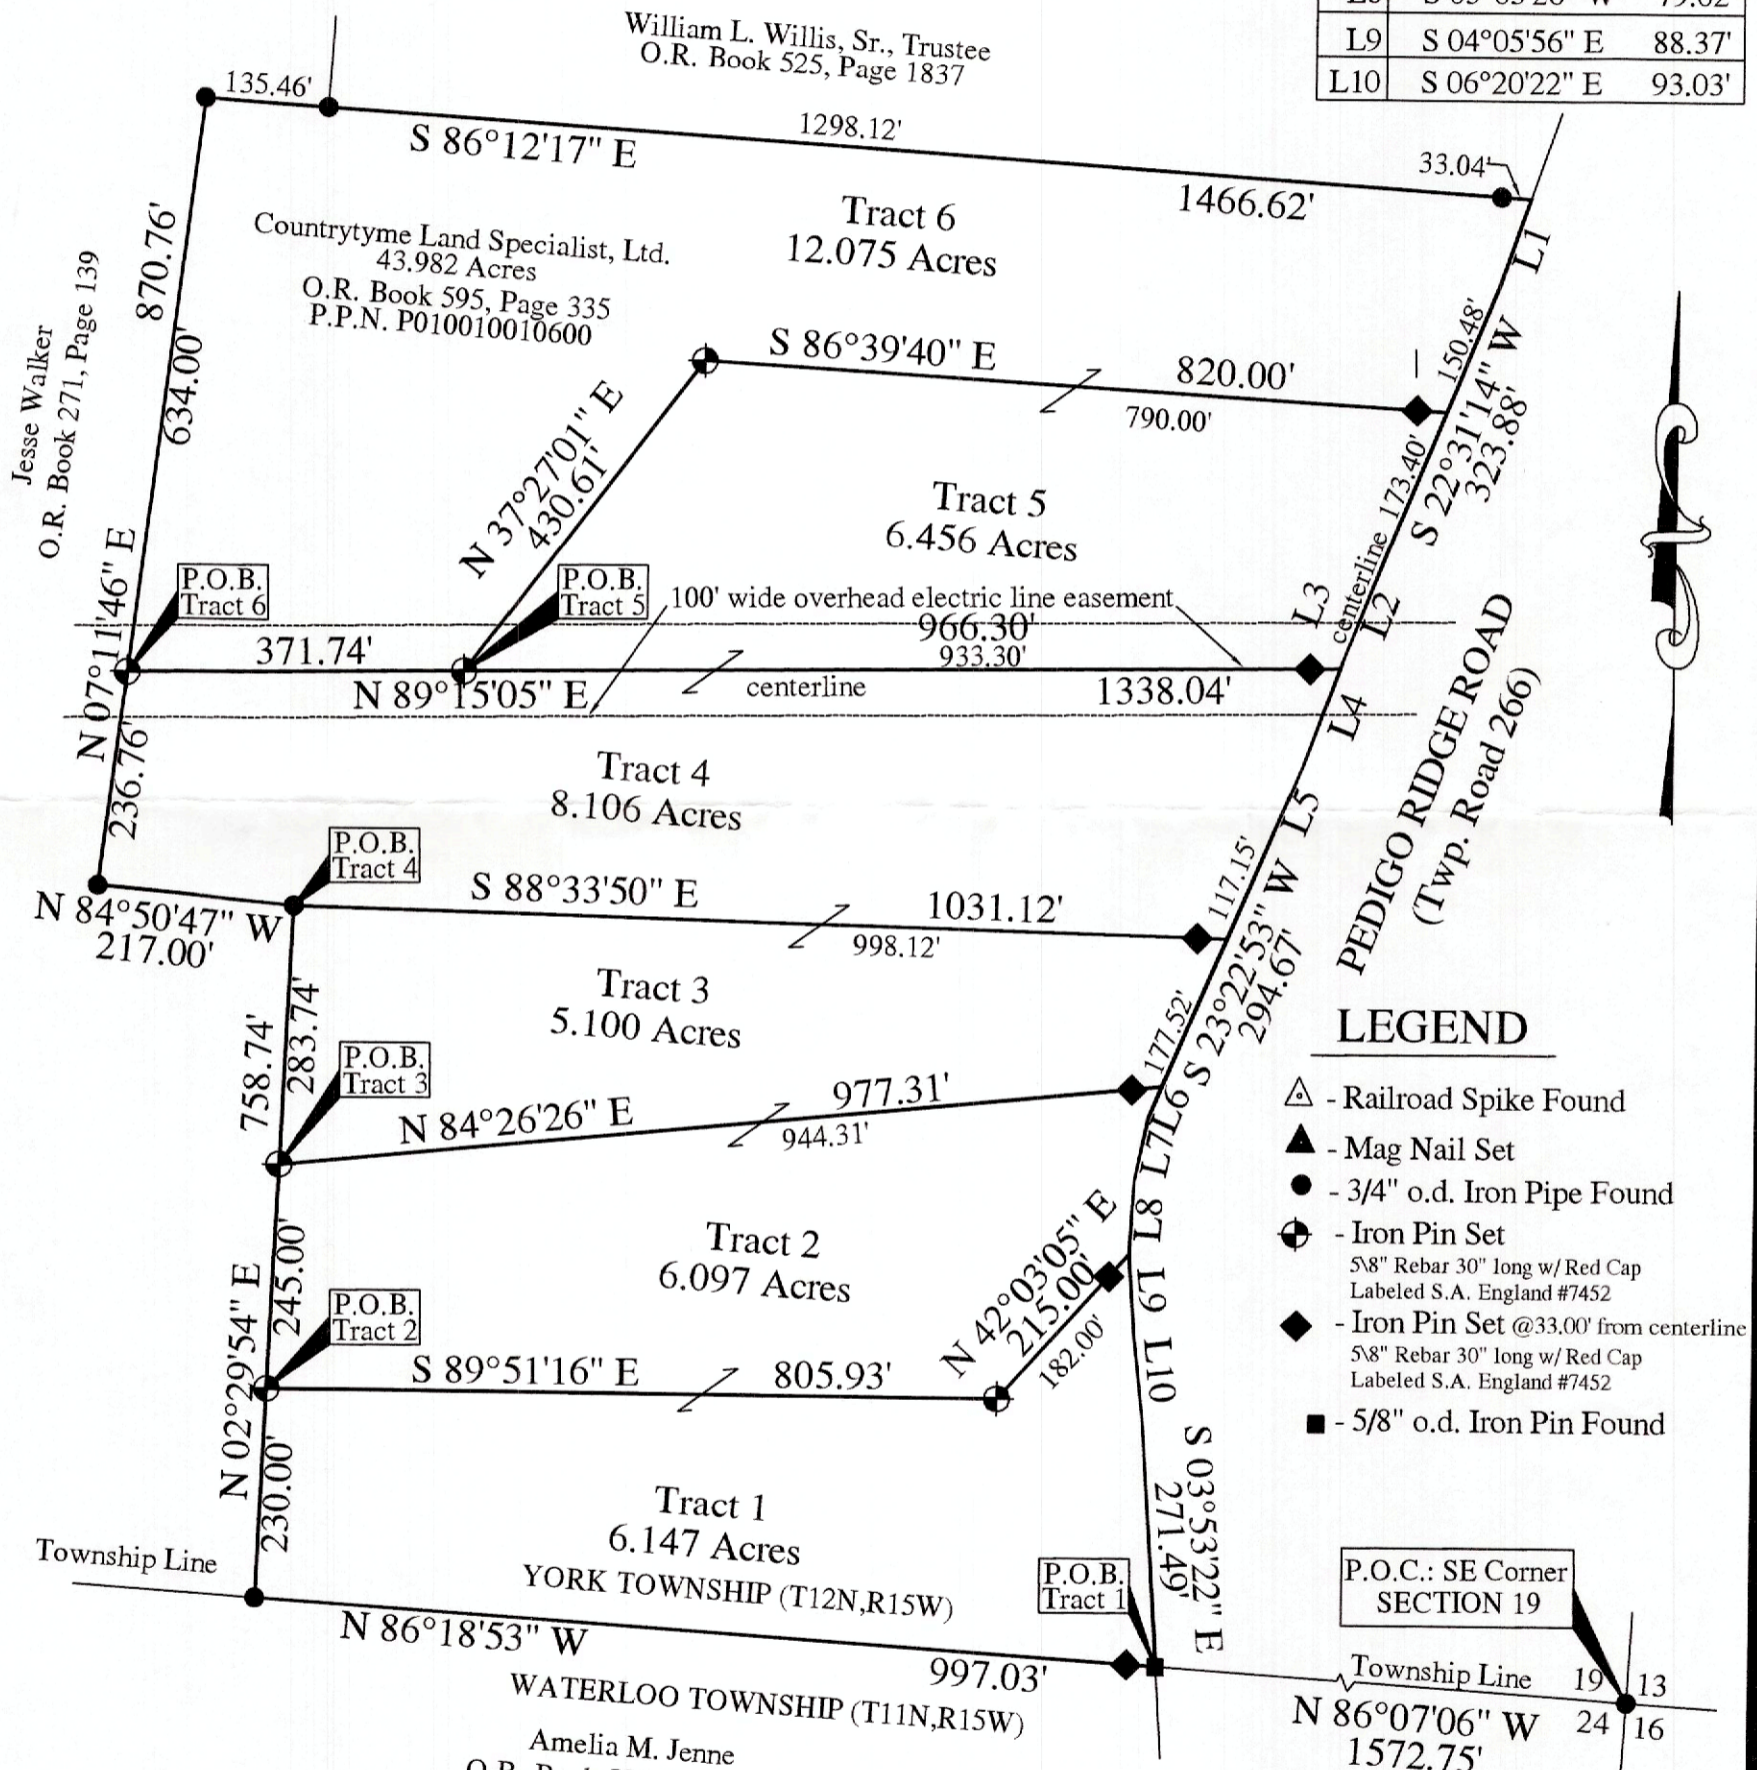 William L. Willis, Sr., Trustee
O.R. Book 525, Page 1837
L9 S 04°05'56" E 88.37'
L10 S 06°20'22" E 93.03'
135.46'
S 86°12'17" E
1298.12'
1466.62'
33.04'
Tract 6
12.075 Acres
Countrytyme Land Specialist, Ltd.
43.982 Acres
O.R. Book 595, Page 335
P.P.N. P010010010600
Jesse Walker
O.R. Book 271, Page 139
870.76'
634.00'
N 07°11'46" E
236.76'
L1
150.48'
S 22°31'14" W
323.88'
173.40'
centerline
L2
L3
S 86°39'40" E
820.00'
790.00'
N 37°27'01" E
430.61'
Tract 5
6.456 Acres
P.O.B.
Tract 6
P.O.B.
Tract 5
100' wide overhead electric line easement
966.30'
933.30'
371.74'
N 89°15'05" E
centerline
1338.04'
L4
PEDIGO RIDGE ROAD
(Twp. Road 266)
Tract 4
8.106 Acres
L5
117.15'
S 23°22'53" W
294.67'
177.52'
P.O.B.
Tract 4
N 84°50'47" W
217.00'
S 88°33'50" E
1031.12'
998.12'
Tract 3
5.100 Acres
758.74'
283.74'
P.O.B.
Tract 3
N 84°26'26" E
977.31'
944.31'
L6
L7
L8
L9
L10
Tract 2
6.097 Acres
N 42°03'05" E
215.00'
182.00'
N 02°29'54" E
245.00'
P.O.B.
Tract 2
S 89°51'16" E
805.93'
230.00'
Tract 1
6.147 Acres
YORK TOWNSHIP (T12N,R15W)
S 03°53'22" E
271.49'
P.O.B.
Tract 1
Township Line
N 86°18'53" W
997.03'
WATERLOO TOWNSHIP (T11N,R15W)
Amelia M. Jenne
LEGEND
- Railroad Spike Found
- Mag Nail Set
- 3/4" o.d. Iron Pipe Found
- Iron Pin Set
5\8" Rebar 30" long w/ Red Cap
Labeled S.A. England #7452
- Iron Pin Set @33.00' from centerline
5\8" Rebar 30" long w/ Red Cap
Labeled S.A. England #7452
- 5/8" o.d. Iron Pin Found
P.O.C.: SE Corner
SECTION 19
Township Line
19 13
24 16
N 86°07'06" W
1572.75'